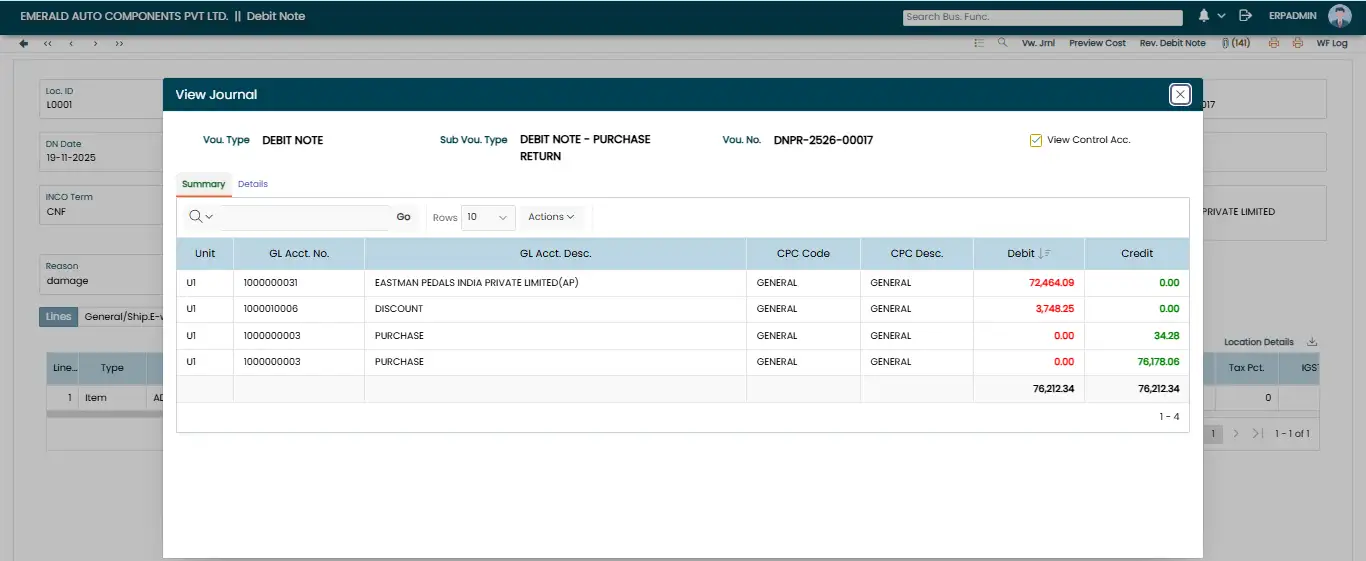 EMERALD AUTO COMPONENTS PVT LTD. || Debit Note
Search Bus. Func.
ERPADMIN
Vw. Jrnl Preview Cost Rev. Debit Note (141) WF Log
Loc. ID
L0001
017
DN Date
19-11-2025
INCO Term
CNF
PRIVATE LIMITED
Reason
damage
Lines General/Ship.E-w
Location Details
Line... Type Tax Pct. IGST
1 Item AD 0
1 1 - 1 of 1
View Journal
Vou. Type DEBIT NOTE Sub Vou. Type DEBIT NOTE - PURCHASE RETURN Vou. No. DNPR-2526-00017 View Control Acc.
Summary Details
Go Rows 10 Actions
Unit GL Acct. No. GL Acct. Desc. CPC Code CPC Desc. Debit Credit
U1 1000000031 EASTMAN PEDALS INDIA PRIVATE LIMITED(AP) GENERAL GENERAL 72,464.09 0.00
U1 1000010006 DISCOUNT GENERAL GENERAL 3,748.25 0.00
U1 1000000003 PURCHASE GENERAL GENERAL 0.00 34.28
U1 1000000003 PURCHASE GENERAL GENERAL 0.00 76,178.06
76,212.34 76,212.34
1 - 4